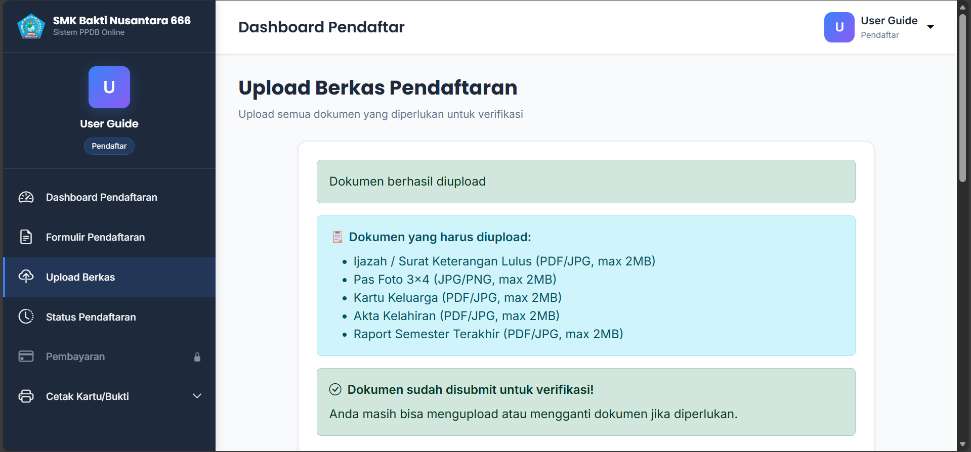 SMK Bakti Nusantara 666
Sistem PPDB Online
U
User Guide
Pendaftar
Dashboard Pendaftaran
Formulir Pendaftaran
Upload Berkas
Status Pendaftaran
Pembayaran
Cetak Kartu/Bukti
Dashboard Pendaftar
U
User Guide
Pendaftar
Upload Berkas Pendaftaran
Upload semua dokumen yang diperlukan untuk verifikasi
Dokumen berhasil diupload
Dokumen yang harus diupload:
• Ijazah / Surat Keterangan Lulus (PDF/JPG, max 2MB)
• Pas Foto 3×4 (JPG/PNG, max 2MB)
• Kartu Keluarga (PDF/JPG, max 2MB)
• Akta Kelahiran (PDF/JPG, max 2MB)
• Raport Semester Terakhir (PDF/JPG, max 2MB)
Dokumen sudah disubmit untuk verifikasi!
Anda masih bisa mengupload atau mengganti dokumen jika diperlukan.